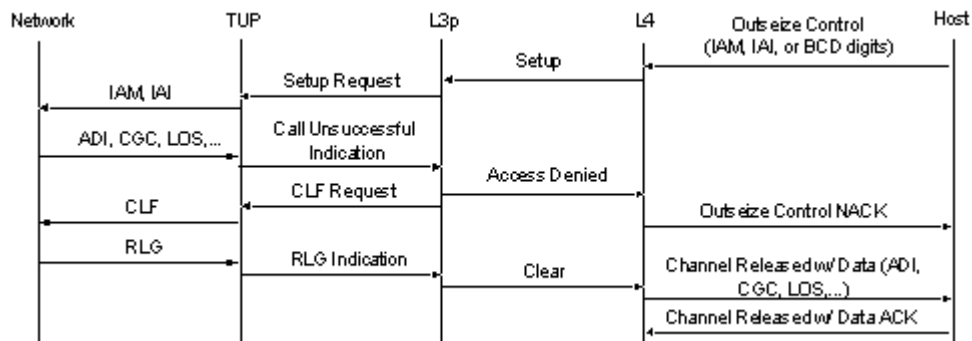 Network TUP L3p L4 Outseize Control Host
(IAM, IAI, or BCD digits)
Setup
Setup Request
IAM, IAI
Call Unsuccessful
ADI, CGC, LOS,...
Indication
Access Denied
CLF Request
CLF
Outseize Control NACK
RLG
RLG Indication
Channel Released w/ Data (ADI,
Clear
CGC, LOS,...)
Channel Released w/ Data ACK